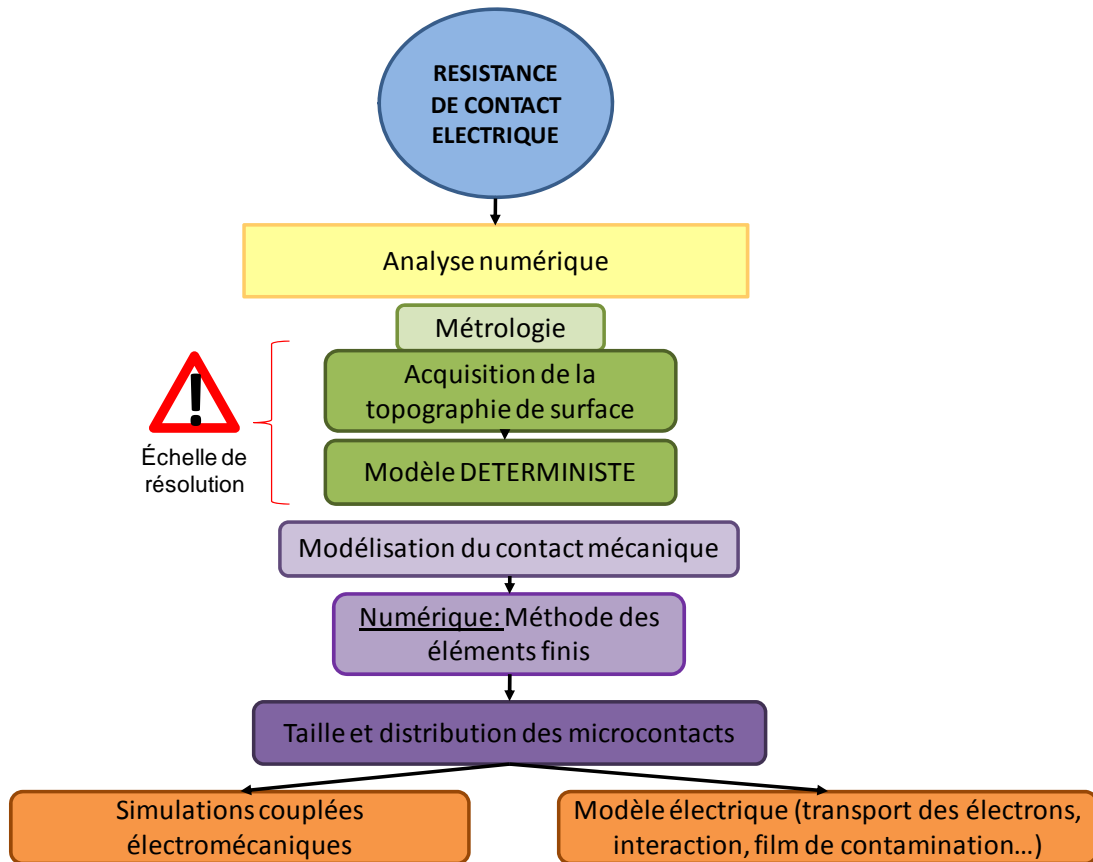 RESISTANCE
DE CONTACT
ELECTRIQUE
Analyse numérique
Métrologie
Acquisition de la
topographie de surface
!
Échelle de
résolution
Modèle DETERMINISTE
Modélisation du contact mécanique
Numérique: Méthode des
éléments finis
Taille et distribution des microcontacts
Simulations couplées
électromécaniques
Modèle électrique (transport des électrons,
interaction, film de contamination…)